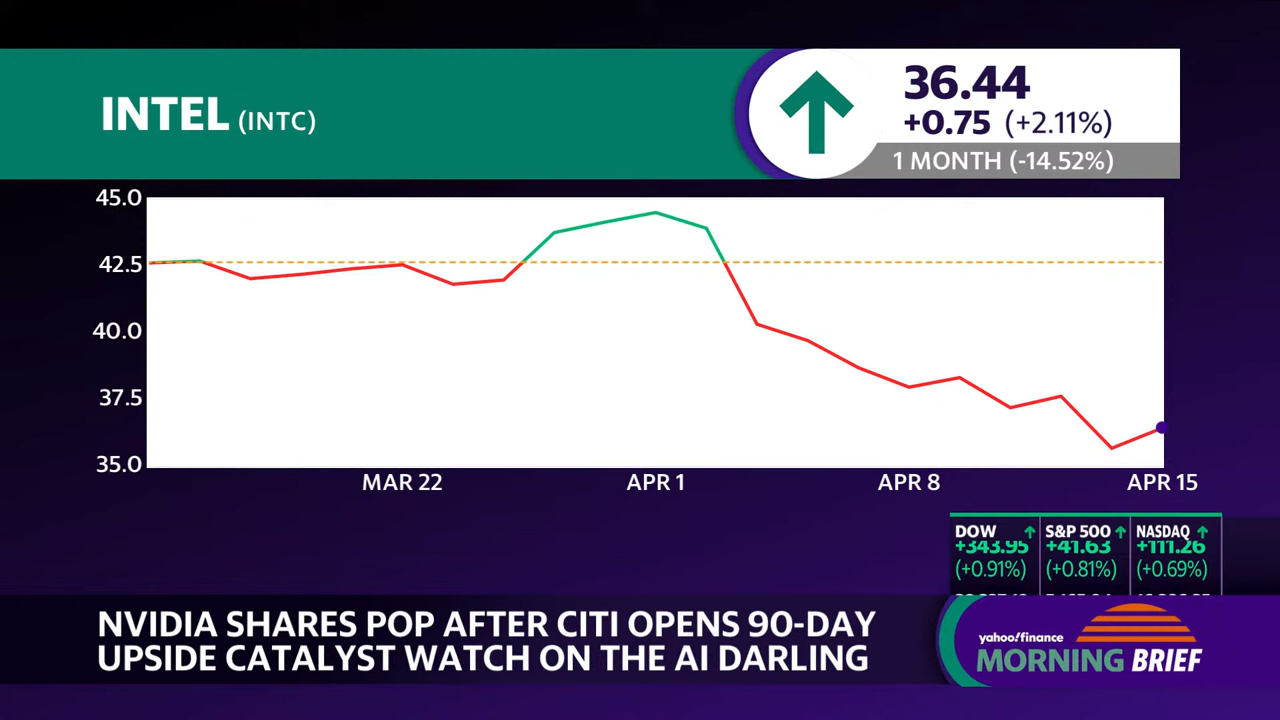 INTEL (INTC)
36.44
+0.75 (+2.11%)
1 MONTH (-14.52%)
45.0
42.5
40.0
37.5
35.0
MAR 22 APR 1 APR 8 APR 15
DOW S&P 500 NASDAQ
+343.95 +41.63 +111.26
(+0.91%) (+0.81%) (+0.69%)
NVIDIA SHARES POP AFTER CITI OPENS 90-DAY
UPSIDE CATALYST WATCH ON THE AI DARLING
yahoo!finance
MORNING BRIEF